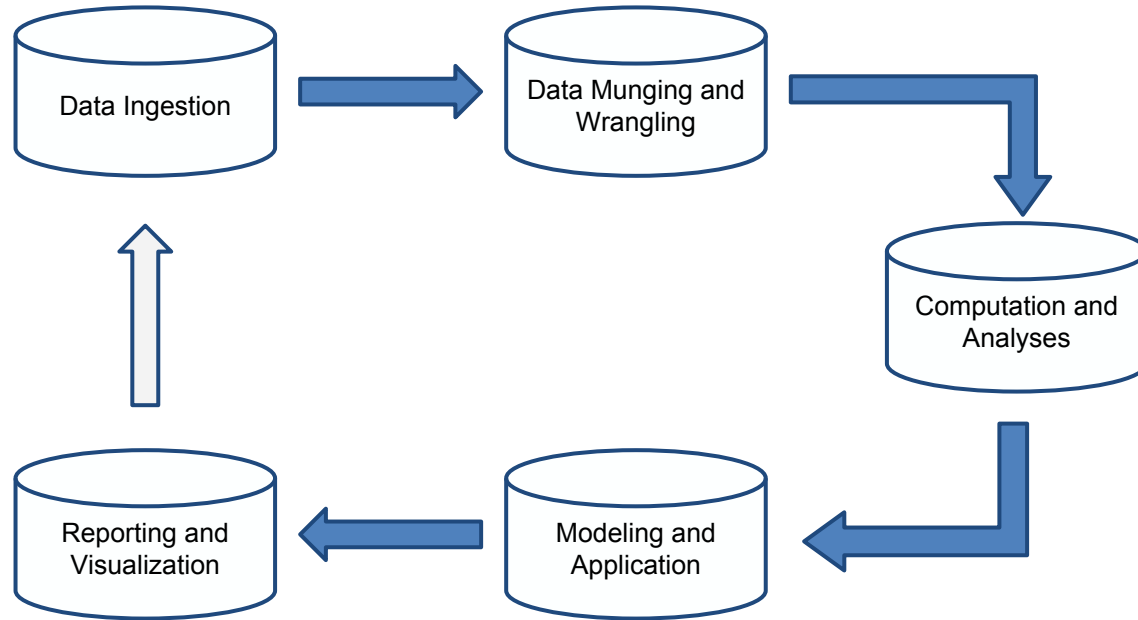 Data Ingestion
Data Munging and
Wrangling
Computation and
Analyses
Modeling and
Application
Reporting and
Visualization